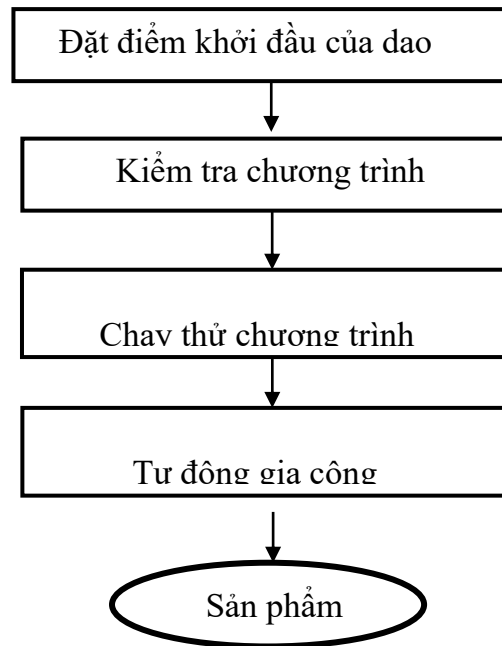 Đặt điểm khởi đầu của dao
Kiểm tra chương trình
Chạy thử chương trình
Tự động gia công
Sản phẩm